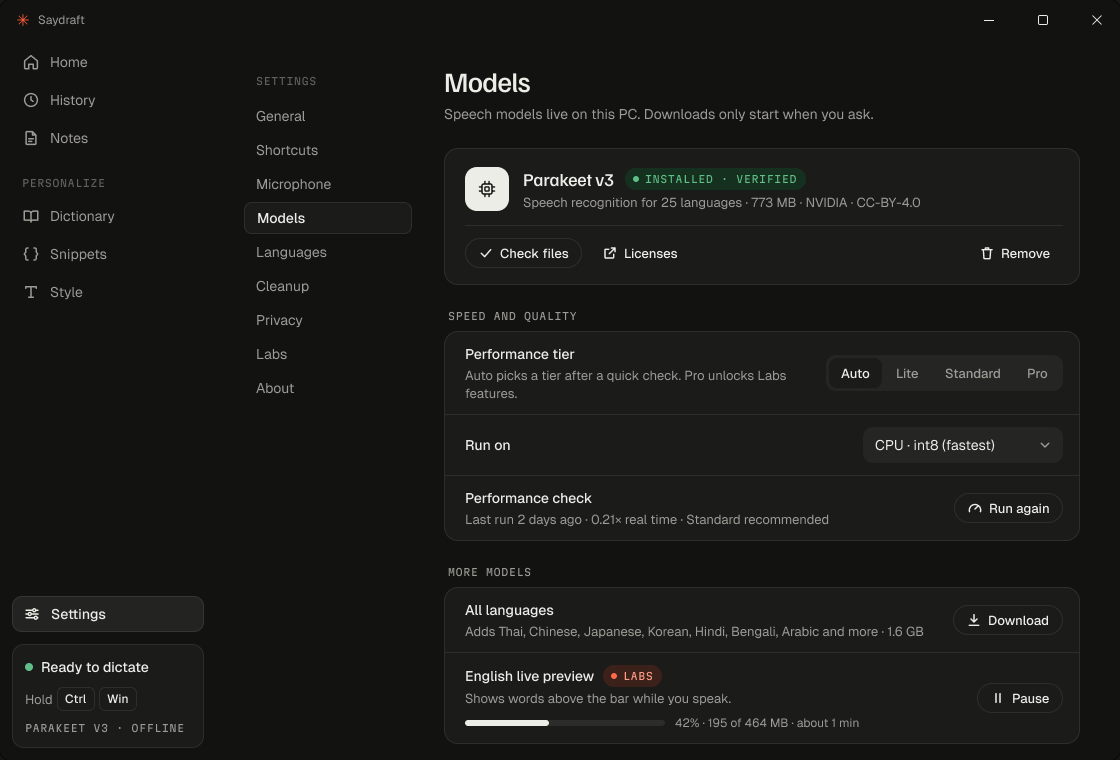 Saydraft
Home
History
Notes
PERSONALIZE
Dictionary
Snippets
Style
Settings
Ready to dictate
Hold Ctrl Win
PARAKEET V3 · OFFLINE
SETTINGS
General
Shortcuts
Microphone
Models
Languages
Cleanup
Privacy
Labs
About
Models
Speech models live on this PC. Downloads only start when you ask.
Parakeet v3 INSTALLED · VERIFIED
Speech recognition for 25 languages · 773 MB · NVIDIA · CC-BY-4.0
Check files Licenses Remove
SPEED AND QUALITY
Performance tier
Auto picks a tier after a quick check. Pro unlocks Labs
features.
Auto Lite Standard Pro
Run on CPU · int8 (fastest)
Performance check
Last run 2 days ago · 0.21× real time · Standard recommended
Run again
MORE MODELS
All languages
Adds Thai, Chinese, Japanese, Korean, Hindi, Bengali, Arabic and more · 1.6 GB
Download
English live preview LABS
Shows words above the bar while you speak.
42% · 195 of 464 MB · about 1 min
Pause